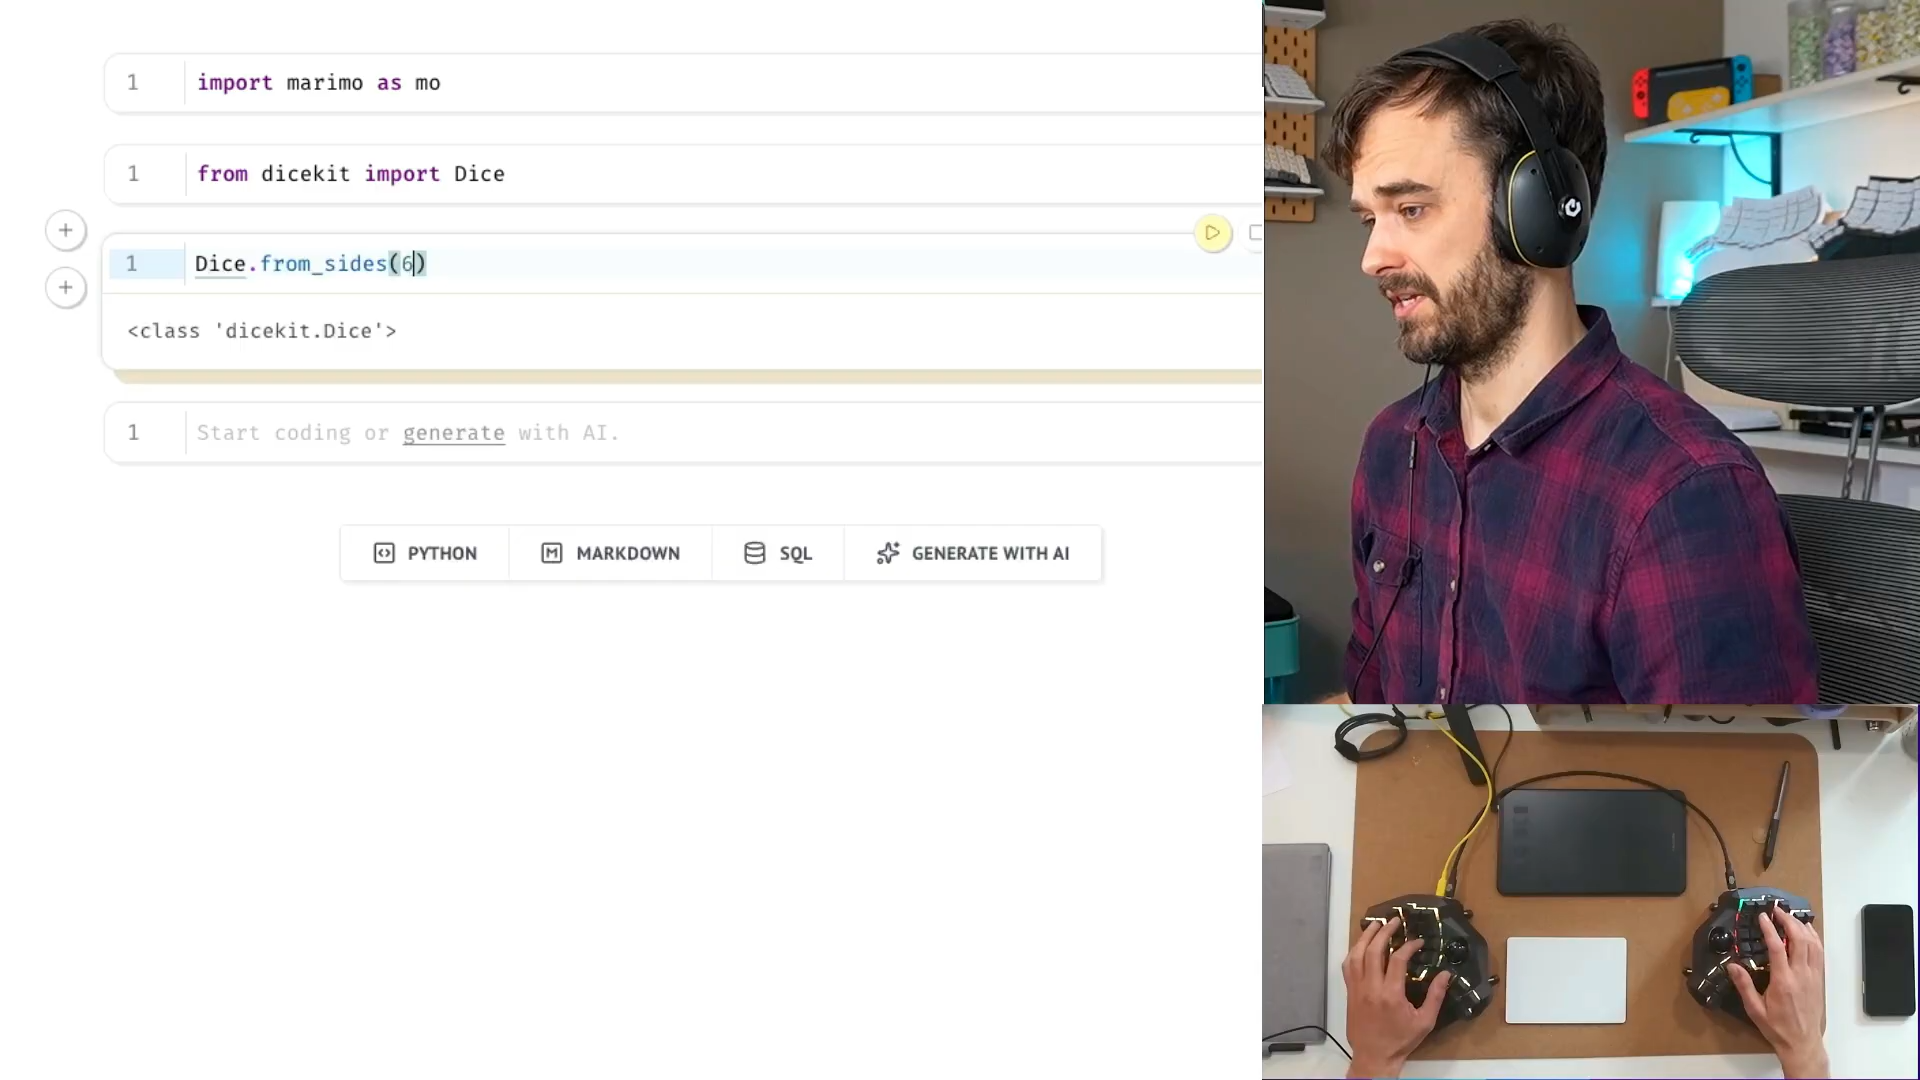 1 import marimo as mo
1 from dicekit import Dice
1 Dice.from_sides(6)
<class 'dicekit.Dice'>
1 Start coding or generate with AI.
PYTHON MARKDOWN SQL GENERATE WITH AI